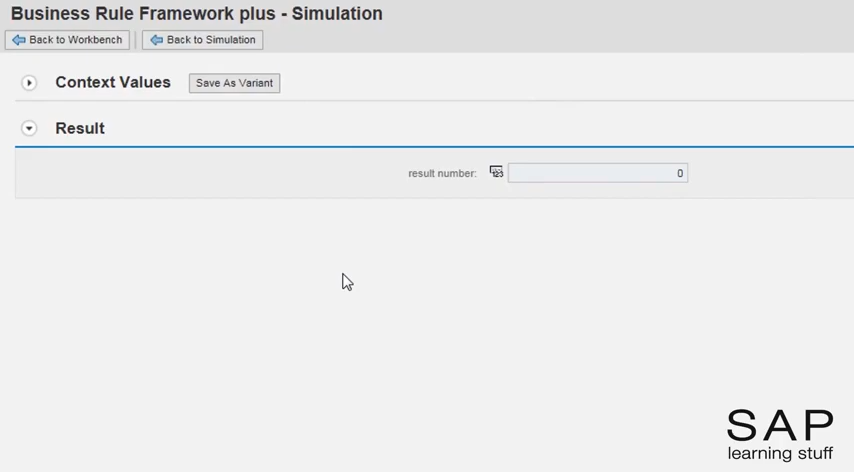 Business Rule Framework plus - Simulation
Back to Workbench Back to Simulation
Context Values Save As Variant
Result
result number: 123 0
SAP
learning stuff